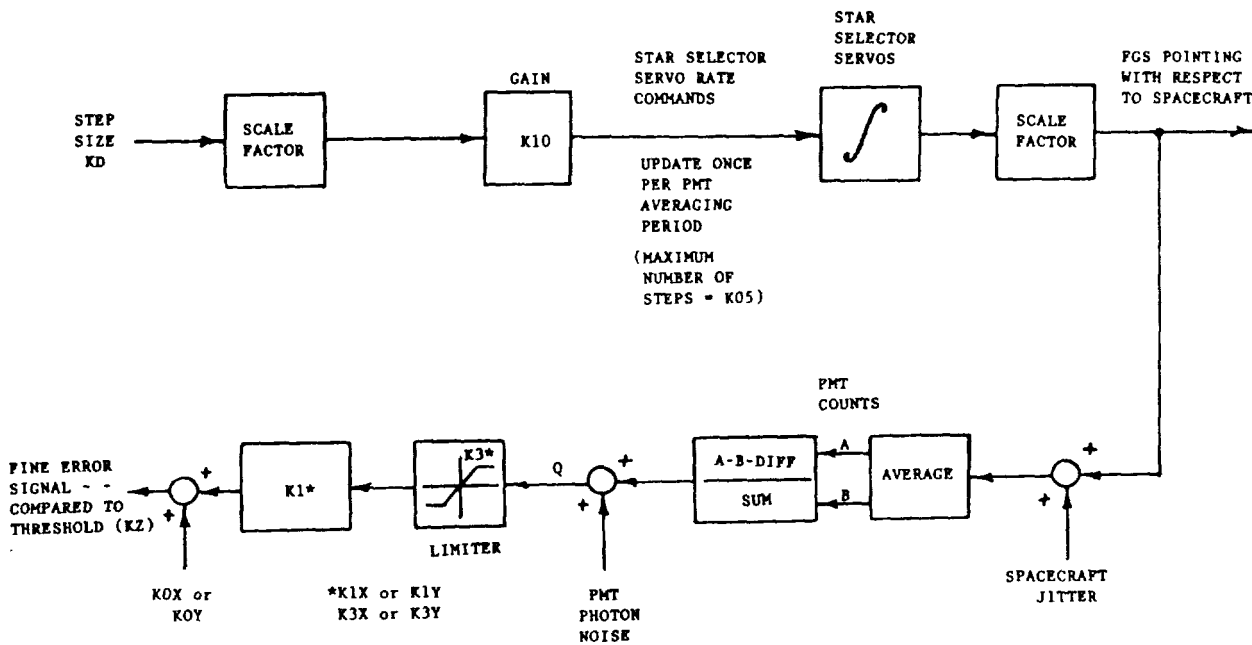 STEP
SIZE
KD
SCALE
FACTOR
GAIN
K10
STAR SELECTOR
SERVO RATE
COMMANDS
UPDATE ONCE
PER PMT
AVERAGING
PERIOD
(MAXIMUM
NUMBER OF
STEPS = K05)
STAR
SELECTOR
SERVOS
∫
SCALE
FACTOR
FGS POINTING
WITH RESPECT
TO SPACECRAFT
FINE ERROR
SIGNAL - -
COMPARED TO
THRESHOLD (KZ)
+
+
K0X or
K0Y
K1*
K3*
LIMITER
*K1X or K1Y
K3X or K3Y
Q
+
+
PMT
PHOTON
NOISE
A-B-DIFF
SUM
PMT
COUNTS
A
B
AVERAGE
+
+
SPACECRAFT
JITTER